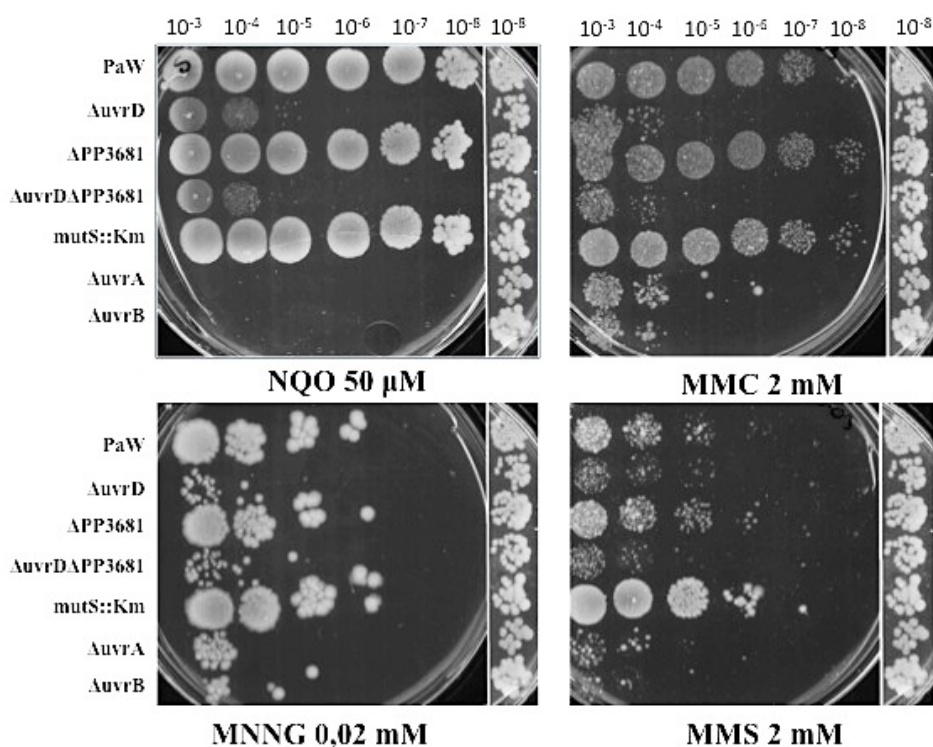 10-3 10-4 10-5 10-6 10-7 10-8 10-8
10-3 10-4 10-5 10-6 10-7 10-8 10-8
PaW
ΔuvrD
ΔPP3681
ΔuvrDΔPP3681
mutS::Km
ΔuvrA
ΔuvrB
NQO 50 µM
MMC 2 mM
PaW
ΔuvrD
ΔPP3681
ΔuvrDΔPP3681
mutS::Km
ΔuvrA
ΔuvrB
MNNG 0,02 mM
MMS 2 mM